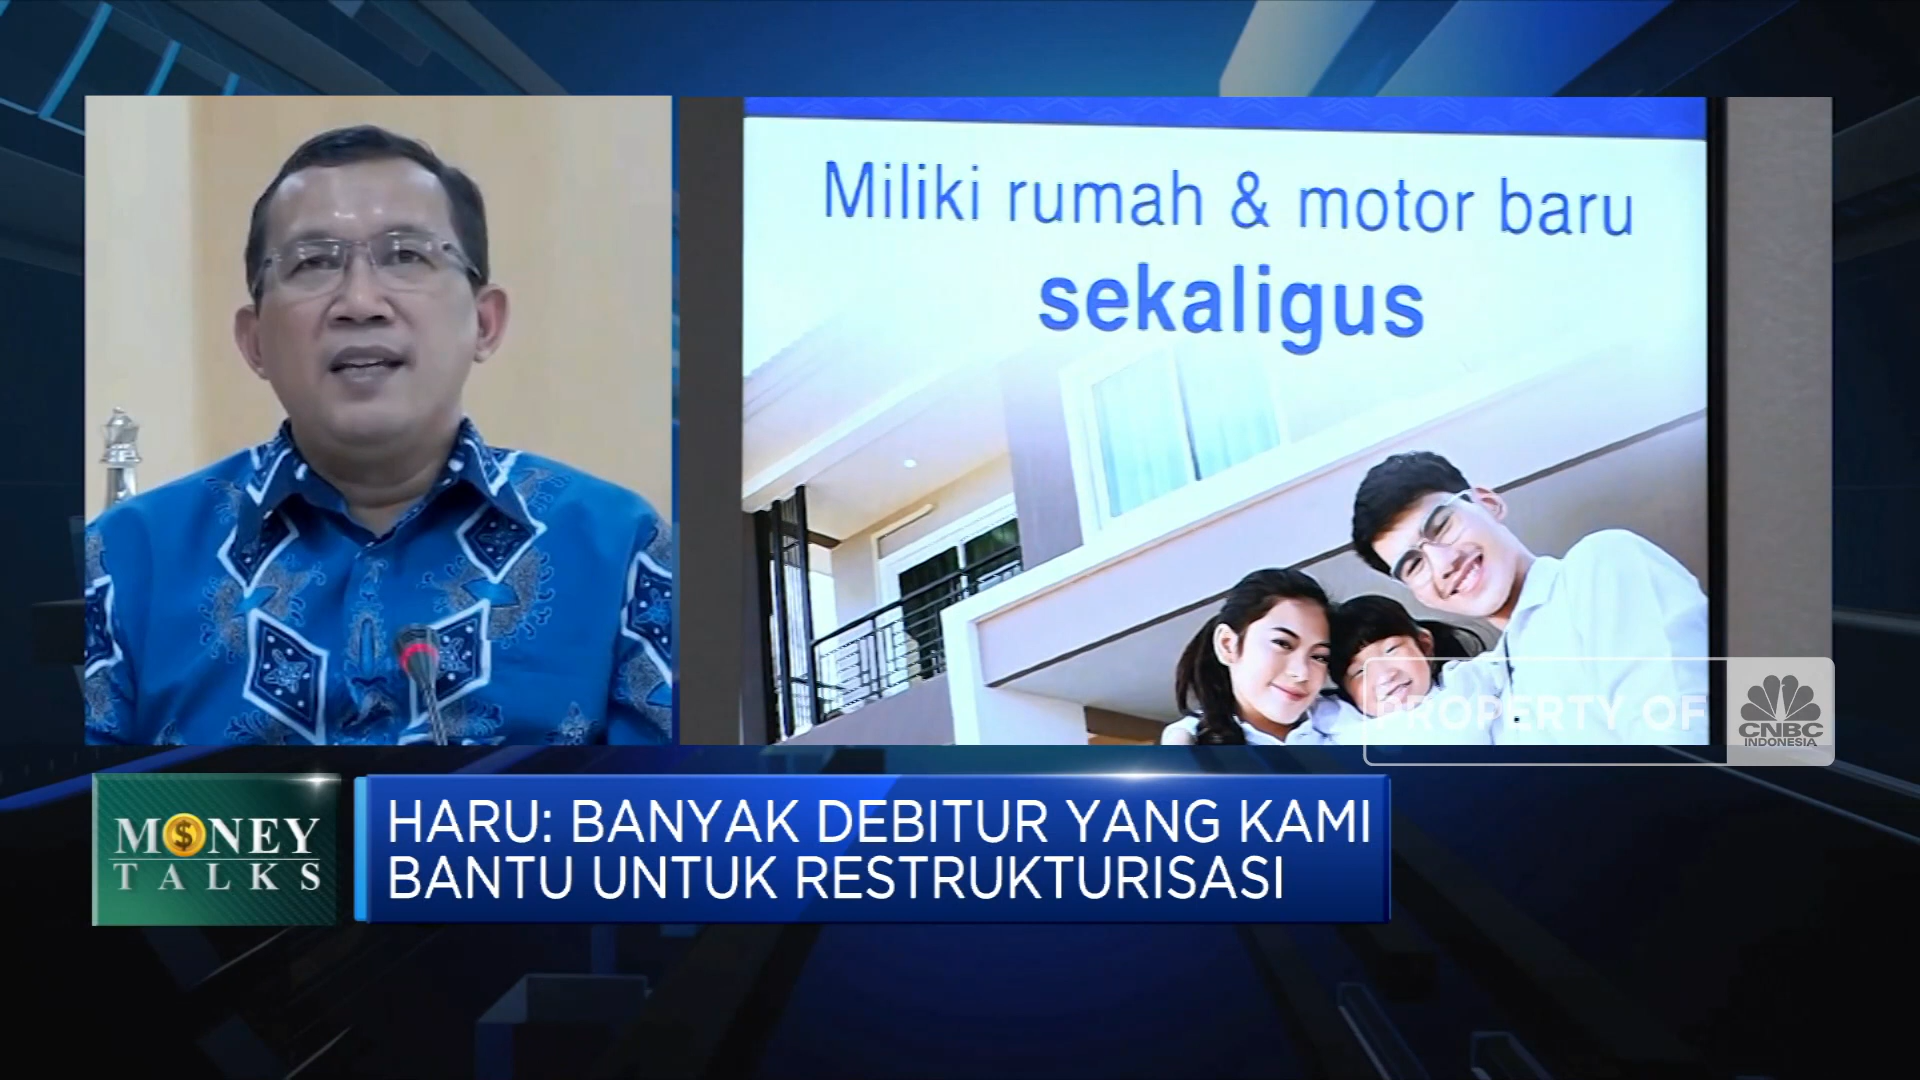 Miliki rumah & motor baru
sekaligus
PROPERTY OF
CNBC
INDONESIA
MONEY
TALKS
HARU: BANYAK DEBITUR YANG KAMI
BANTU UNTUK RESTRUKTURISASI